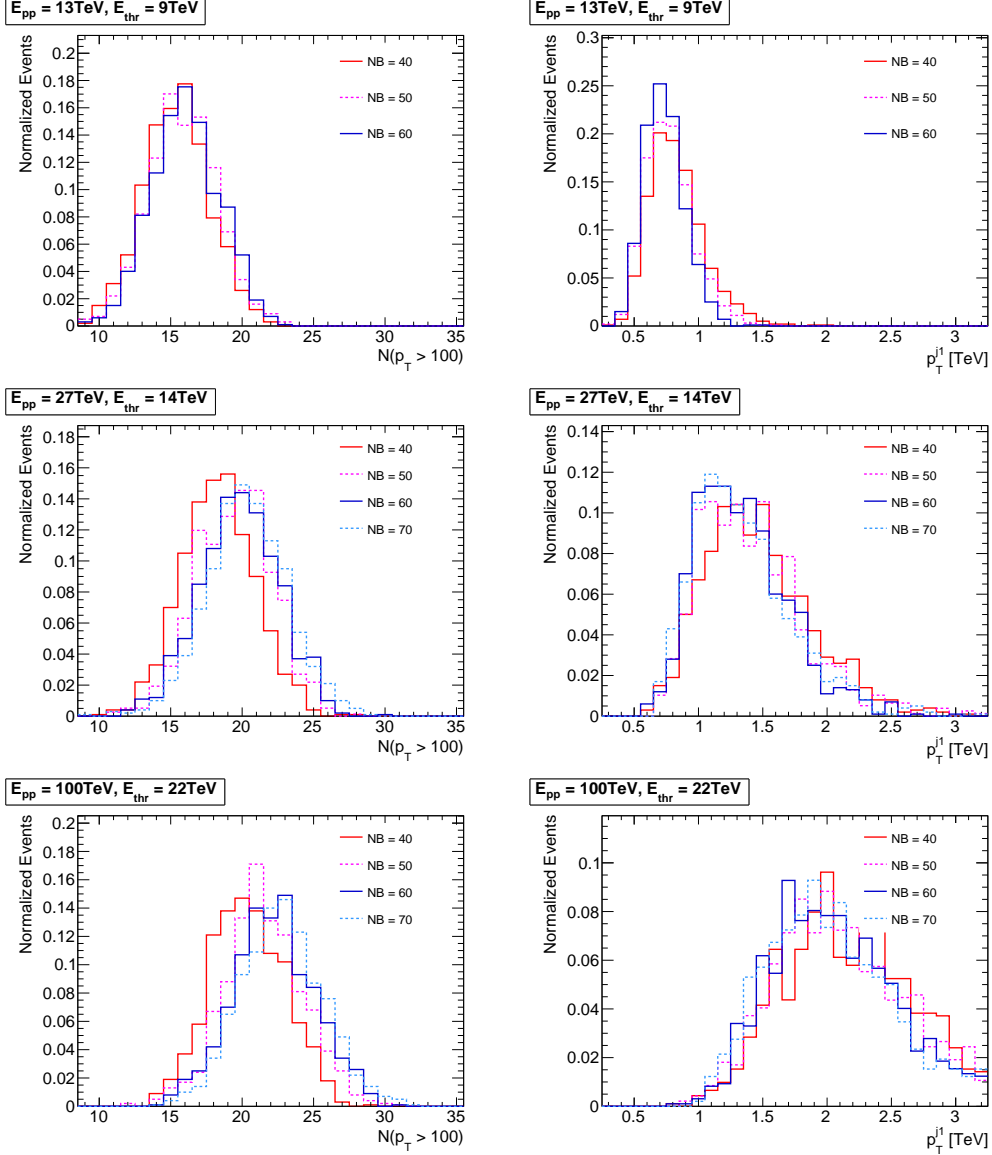 E_pp = 13TeV, E_thr = 9TeV
Normalized Events
0.2
0.18
0.16
0.14
0.12
0.1
0.08
0.06
0.04
0.02
0
NB = 40
NB = 50
NB = 60
10 15 20 25 30 35
N(p_T > 100)
E_pp = 13TeV, E_thr = 9TeV
Normalized Events
0.3
0.25
0.2
0.15
0.1
0.05
0
NB = 40
NB = 50
NB = 60
0.5 1 1.5 2 2.5 3
p_T^j1 [TeV]
E_pp = 27TeV, E_thr = 14TeV
Normalized Events
0.18
0.16
0.14
0.12
0.1
0.08
0.06
0.04
0.02
0
NB = 40
NB = 50
NB = 60
NB = 70
10 15 20 25 30 35
N(p_T > 100)
E_pp = 27TeV, E_thr = 14TeV
Normalized Events
0.14
0.12
0.1
0.08
0.06
0.04
0.02
0
NB = 40
NB = 50
NB = 60
NB = 70
0.5 1 1.5 2 2.5 3
p_T^j1 [TeV]
E_pp = 100TeV, E_thr = 22TeV
Normalized Events
0.2
0.18
0.16
0.14
0.12
0.1
0.08
0.06
0.04
0.02
0
NB = 40
NB = 50
NB = 60
NB = 70
10 15 20 25 30 35
N(p_T > 100)
E_pp = 100TeV, E_thr = 22TeV
Normalized Events
0.1
0.08
0.06
0.04
0.02
0
NB = 40
NB = 50
NB = 60
NB = 70
0.5 1 1.5 2 2.5 3
p_T^j1 [TeV]